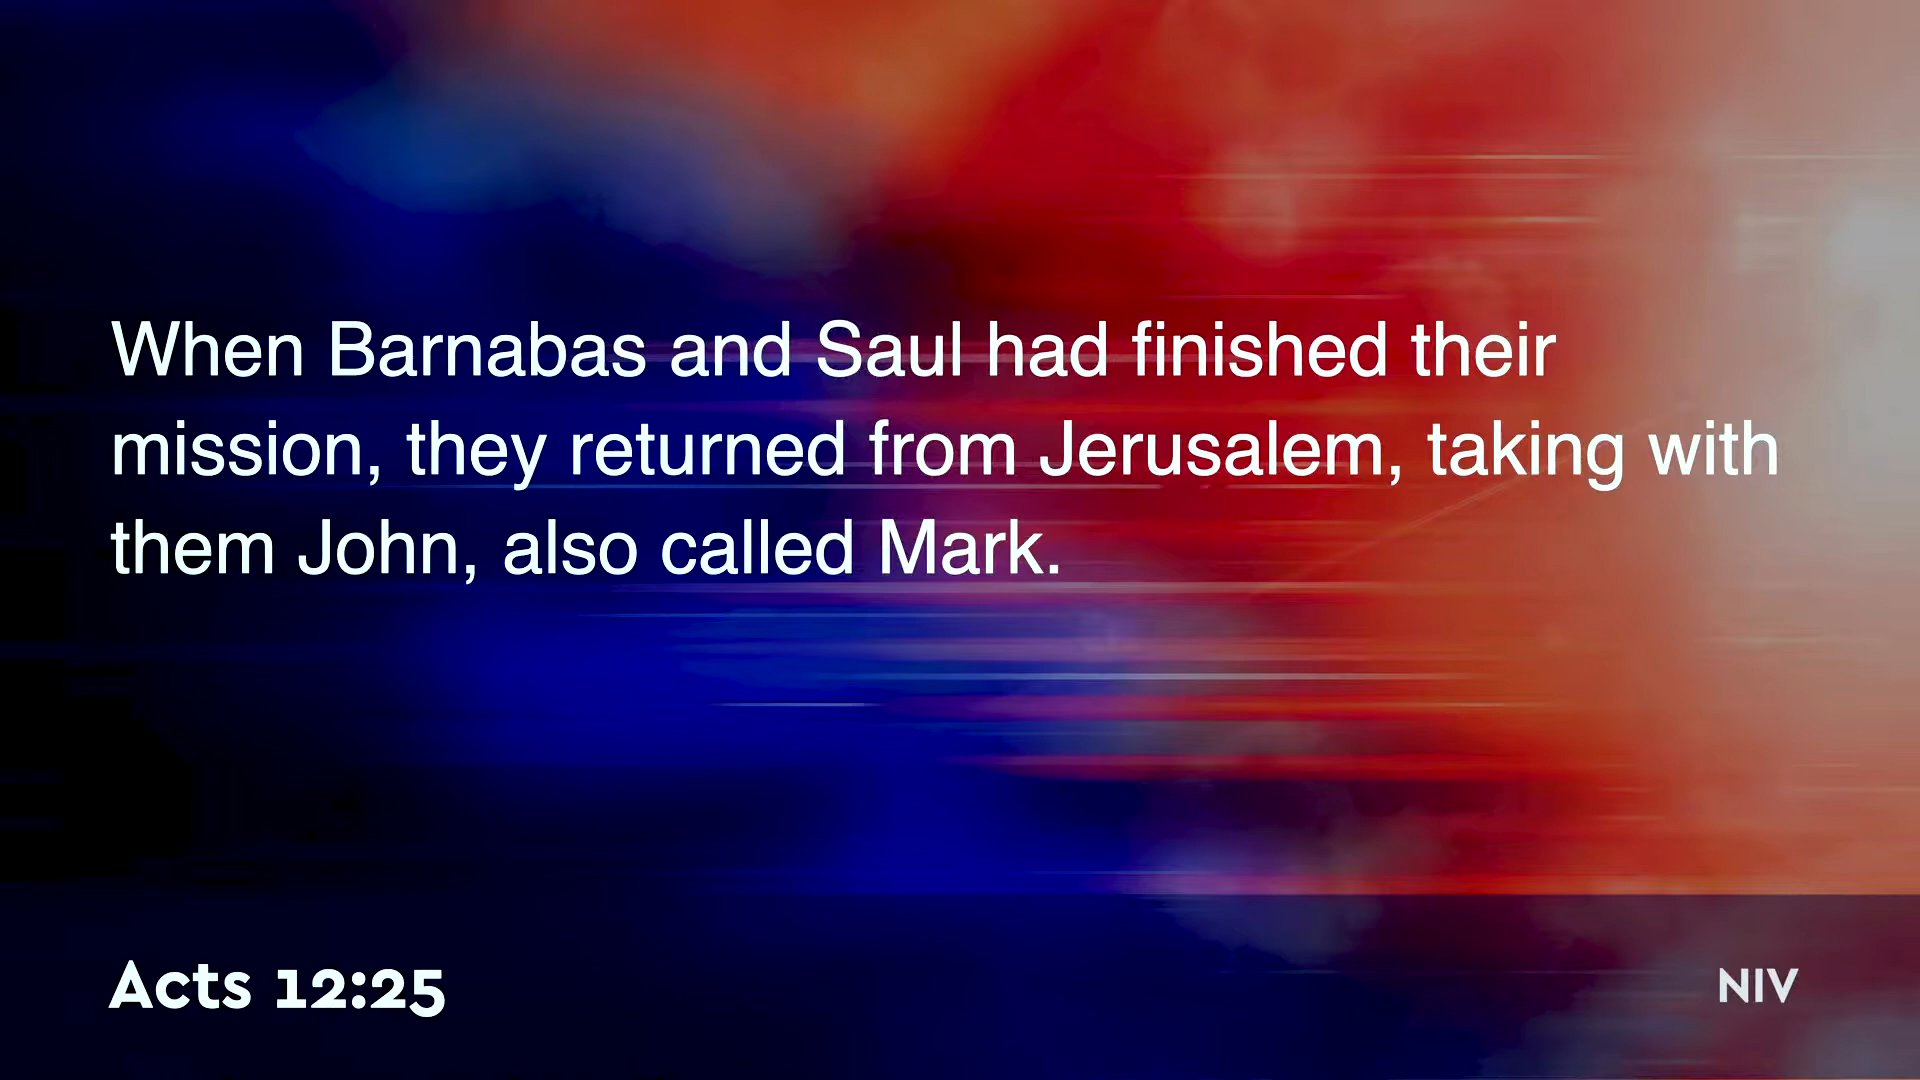 When Barnabas and Saul had finished their
mission, they returned from Jerusalem, taking with
them John, also called Mark.
Acts 12:25
NIV